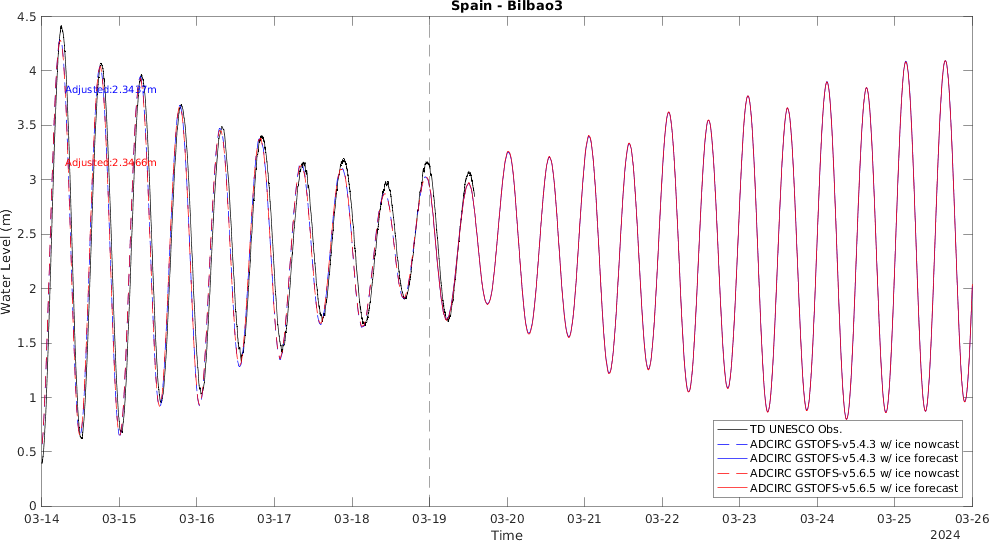 Spain - Bilbao3
Water Level (m)
4.5
4
3.5
3
2.5
2
1.5
1
0.5
0
Adjusted:2.3437m
Adjusted:2.3466m
TD UNESCO Obs.
ADCIRC GSTOFS-v5.4.3 w/ ice nowcast
ADCIRC GSTOFS-v5.4.3 w/ ice forecast
ADCIRC GSTOFS-v5.6.5 w/ ice nowcast
ADCIRC GSTOFS-v5.6.5 w/ ice forecast
03-14 03-15 03-16 03-17 03-18 03-19 03-20 03-21 03-22 03-23 03-24 03-25 03-26
Time
2024